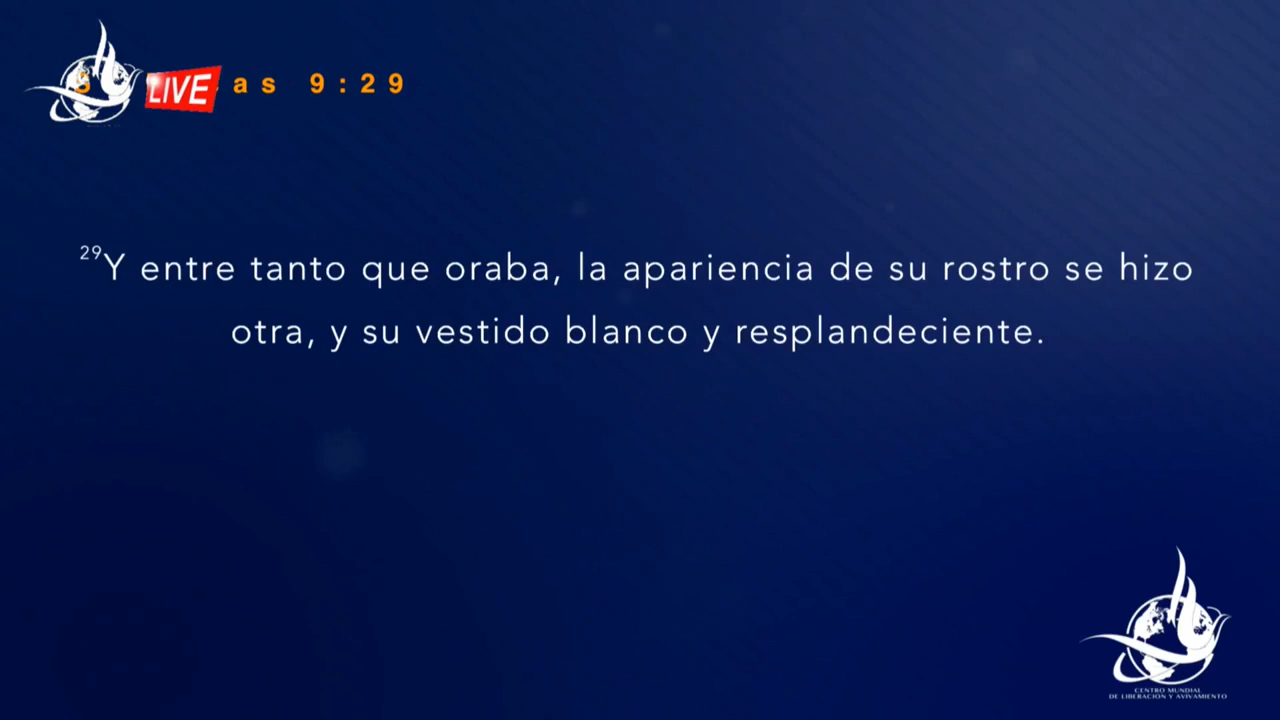 LIVE as 9:29
29Y entre tanto que oraba, la apariencia de su rostro se hizo
otra, y su vestido blanco y resplandeciente.
CENTRO MUNDIAL
DE LIBERACIÓN Y AVIVAMIENTO